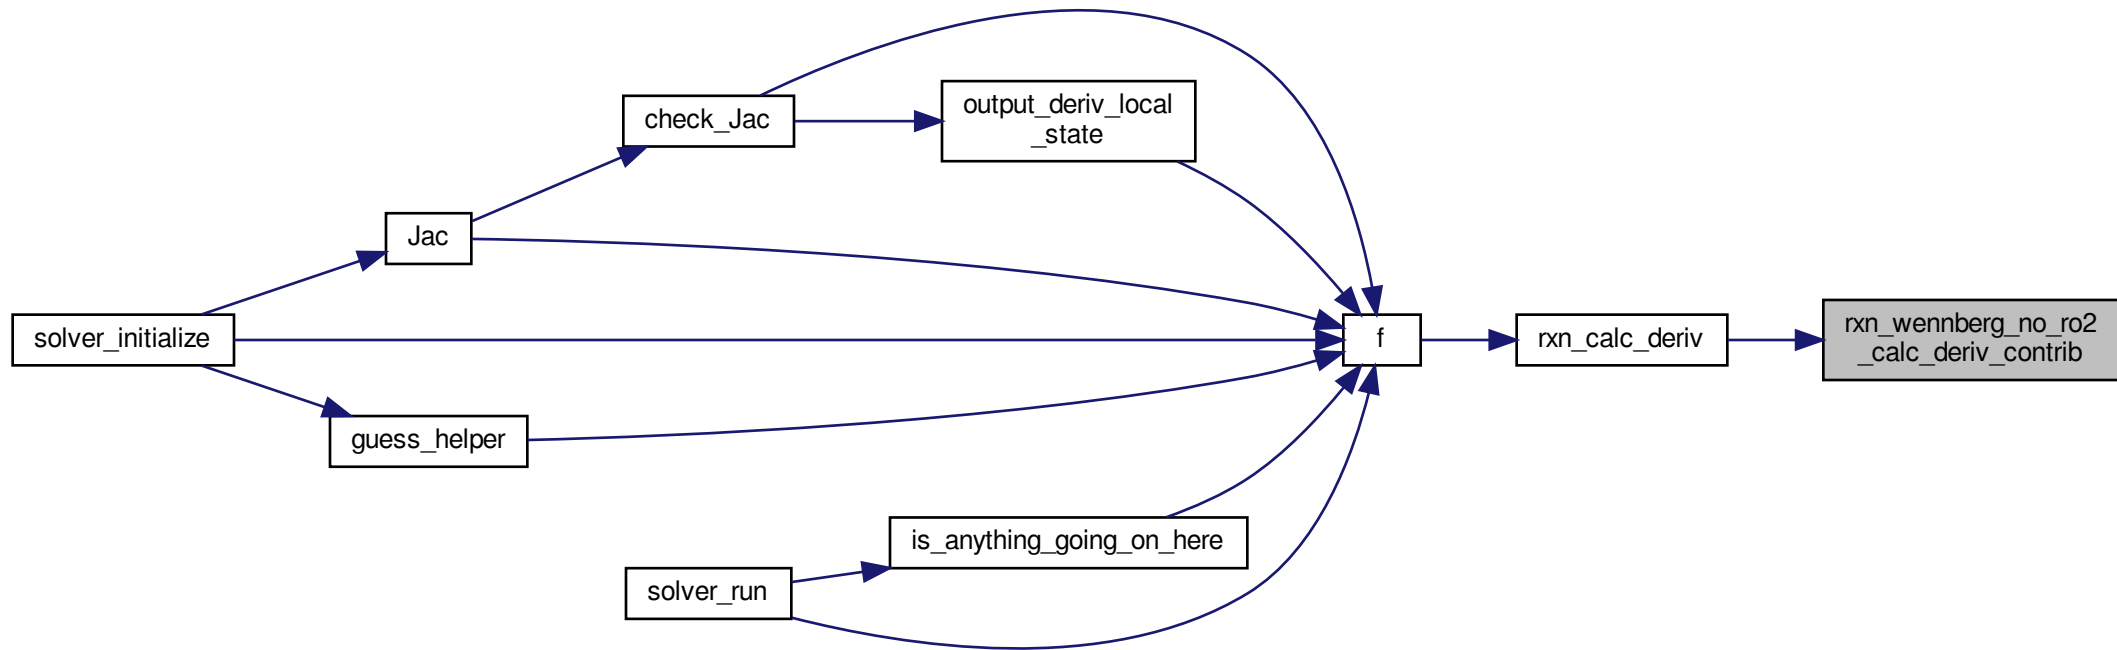 check_Jac
output_deriv_local
_state
Jac
solver_initialize
f
rxn_calc_deriv
rxn_wennberg_no_ro2
_calc_deriv_contrib
guess_helper
is_anything_going_on_here
solver_run